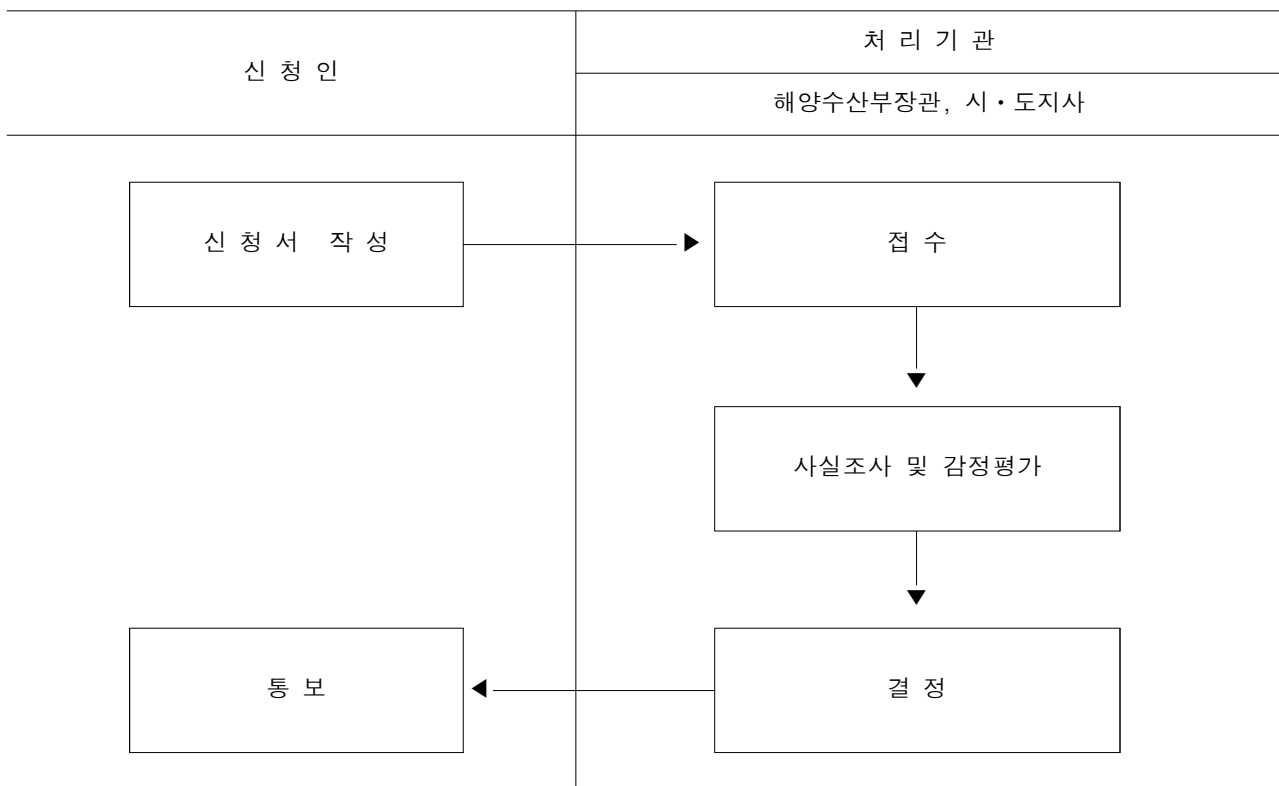 신 청 인
처 리 기 관
해양수산부장관, 시·도지사
신 청 서 작 성
접 수
사실조사 및 감정평가
통 보
결 정